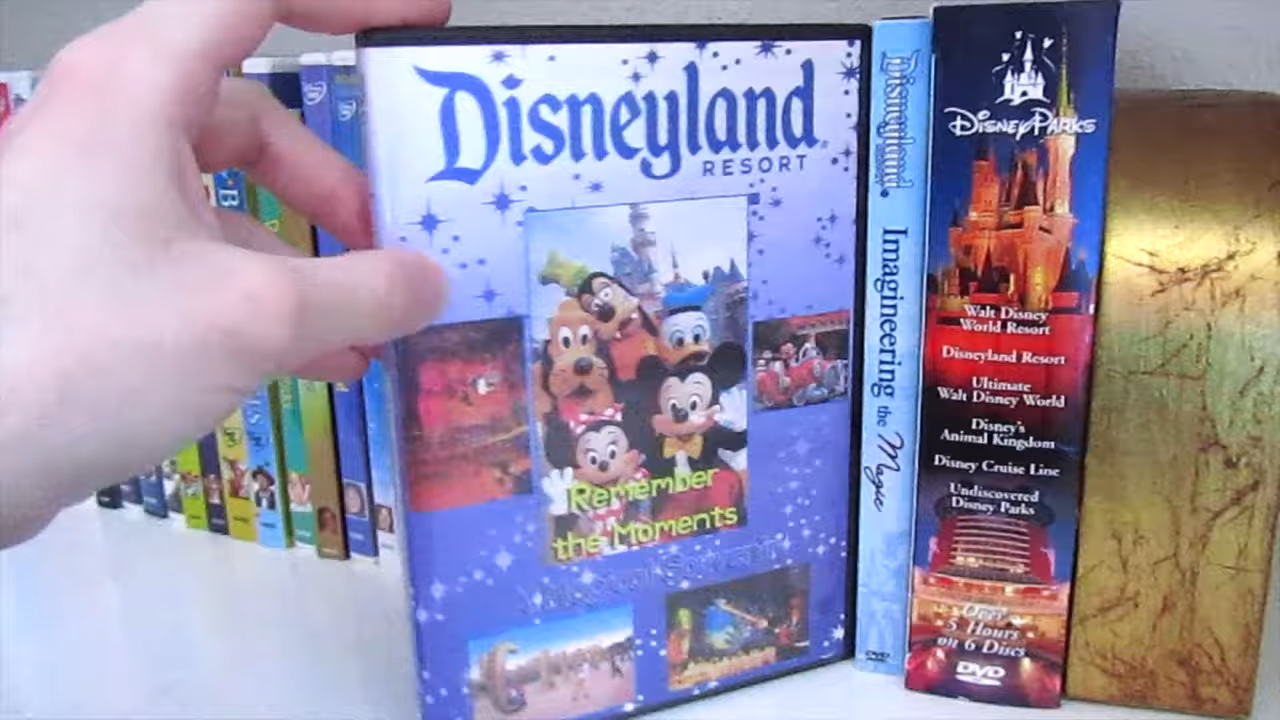 Disneyland
RESORT
Remember
the Moments
Disneyland
Imagineering the Magic
DVD
Disney Parks
Walt Disney
World Resort
Disneyland Resort
Ultimate
Walt Disney World
Disney's
Animal Kingdom
Disney Cruise Line
Undiscovered
Disney Parks
Over
5 Hours
on 6 Discs
DVD